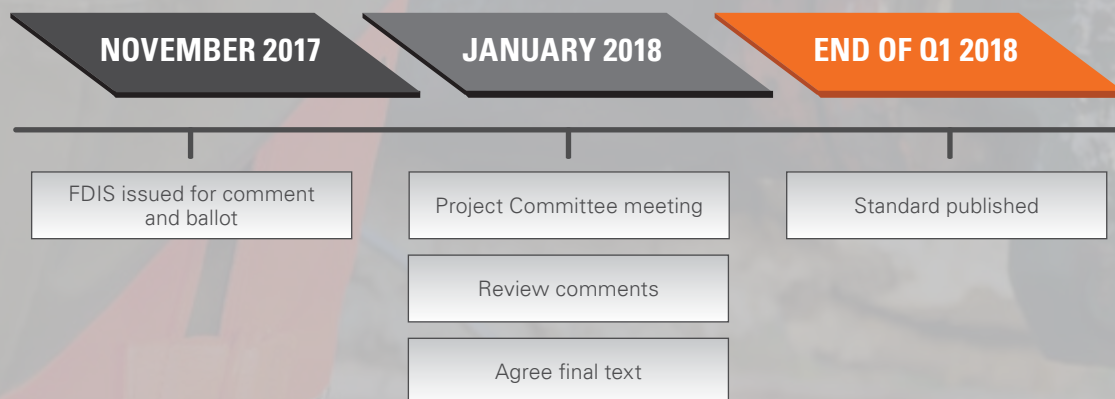 NOVEMBER 2017
JANUARY 2018
END OF Q1 2018
FDIS issued for comment
and ballot
Project Committee meeting
Review comments
Agree final text
Standard published